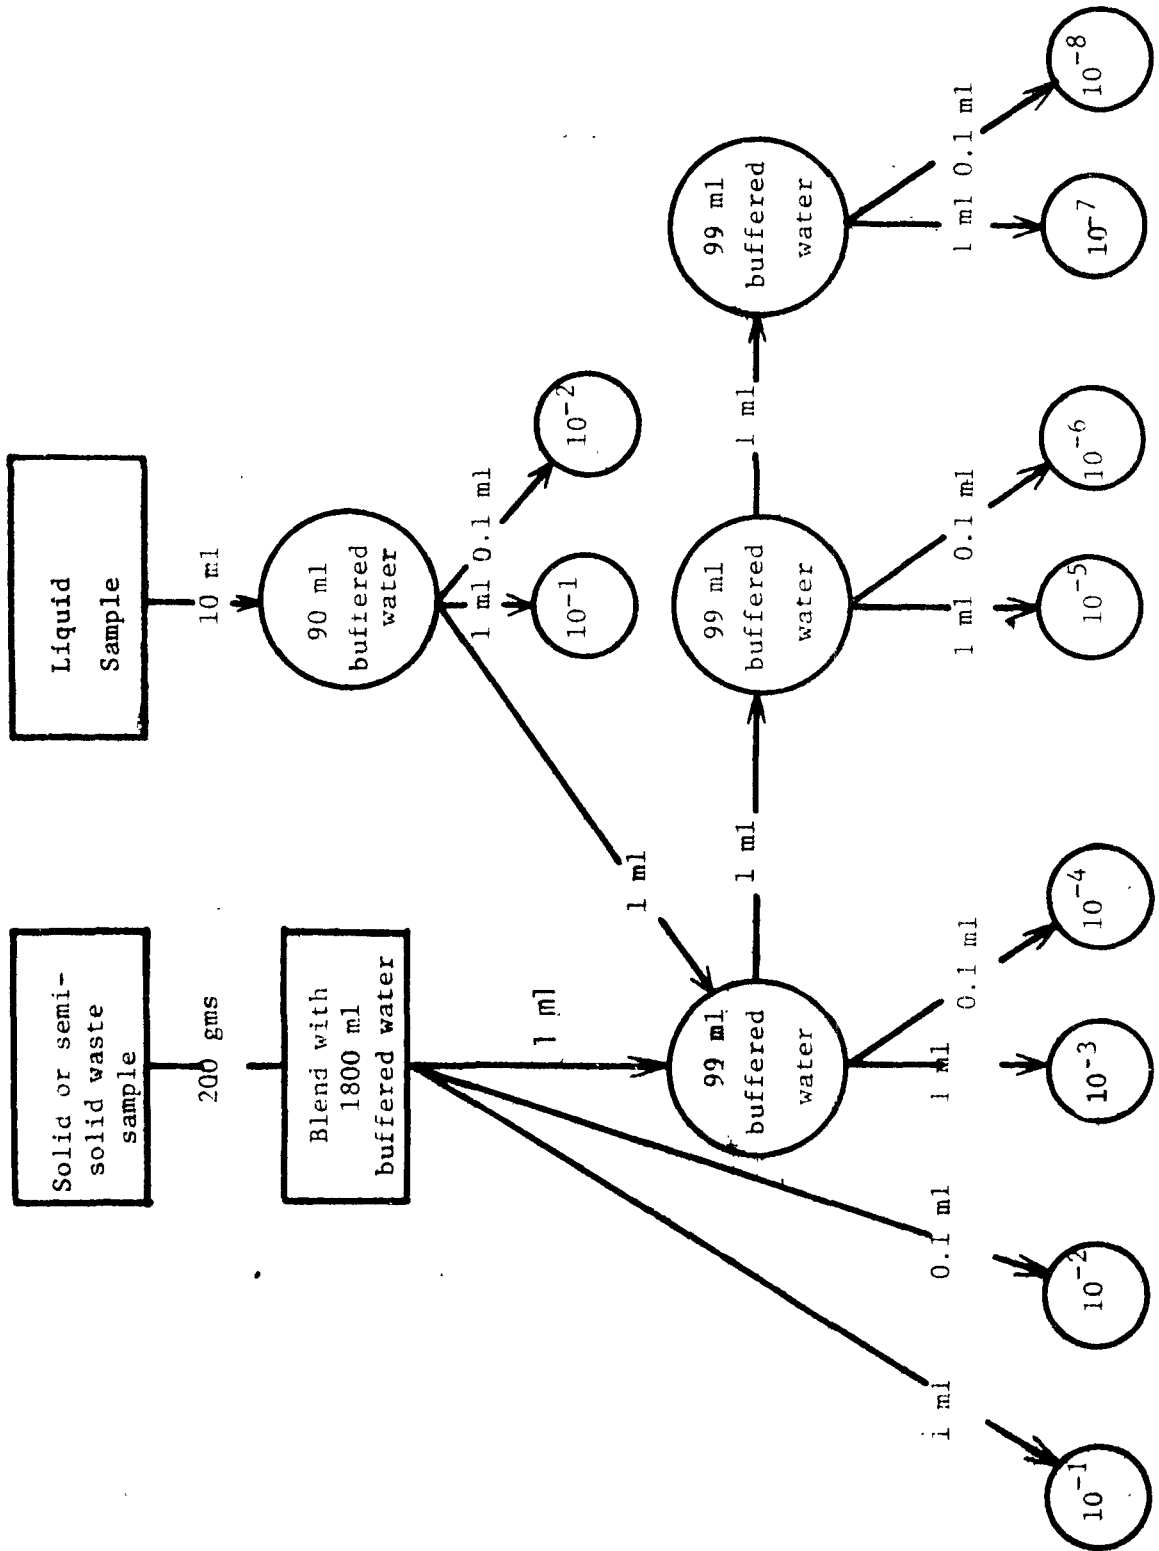 Solid or semi-
solid waste
sample
200 gms
Blend with
1800 ml
buffered water
Liquid
Sample
10 ml
90 ml
buffered
water
1 ml
0.1 ml
10-1
10-2
1 ml
1 ml
99 ml
buffered
water
1 ml
99 ml
buffered
water
1 ml
99 ml
buffered
water
1 ml
0.1 ml
1 ml
0.1 ml
1 ml
0.1 ml
1 ml
0.1 ml
10-1
10-2
10-3
10-4
10-5
10-6
10-7
10-8